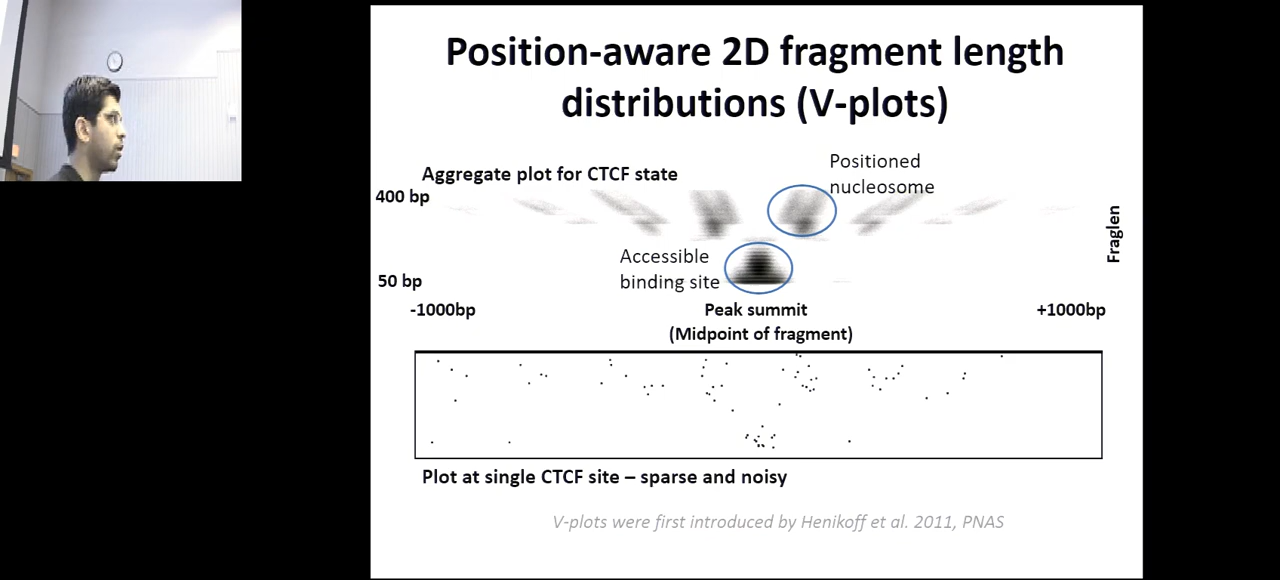 Position-aware 2D fragment length
distributions (V-plots)
Aggregate plot for CTCF state
Positioned
nucleosome
400 bp
Fraglen
Accessible
binding site
50 bp
-1000bp
Peak summit
(Midpoint of fragment)
+1000bp
Plot at single CTCF site – sparse and noisy
V-plots were first introduced by Henikoff et al. 2011, PNAS